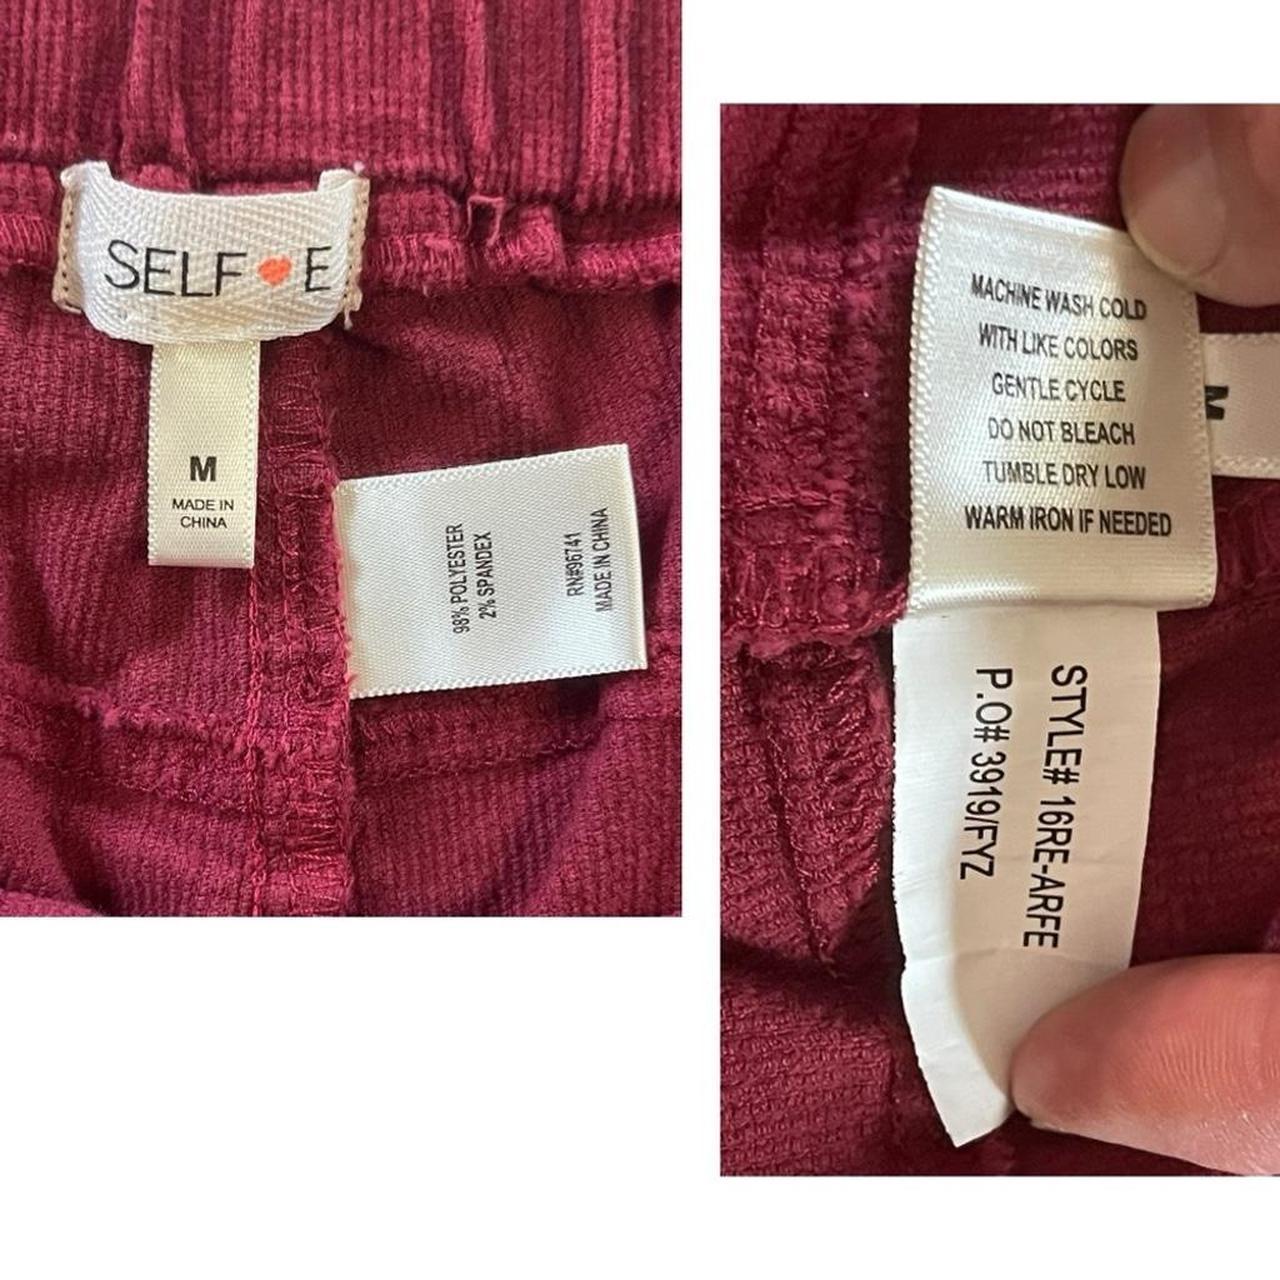 SELF E
M
MADE IN
CHINA
98% POLYESTER
2% SPANDEX
RN#96741
MADE IN CHINA
MACHINE WASH COLD
WITH LIKE COLORS
GENTLE CYCLE
DO NOT BLEACH
TUMBLE DRY LOW
WARM IRON IF NEEDED
M
STYLE# 16RE-ARFE
P.O# 3919/FYZ